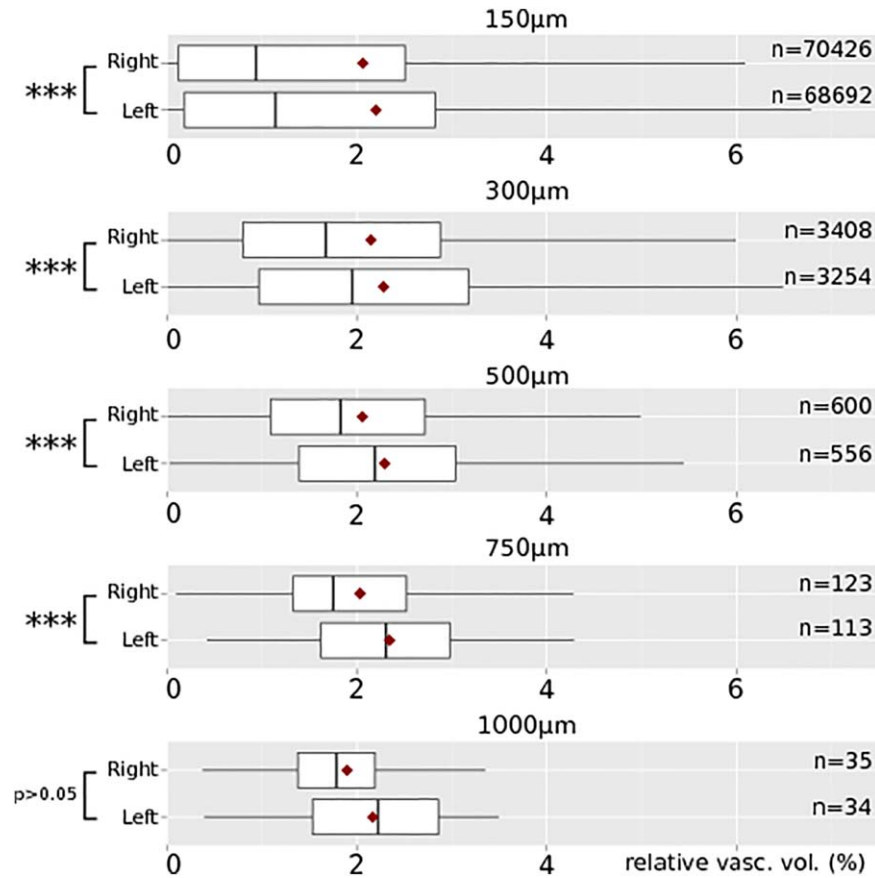 150µm
Right n=70426
***
Left n=68692
0 2 4 6
300µm
Right n=3408
***
Left n=3254
0 2 4 6
500µm
Right n=600
***
Left n=556
0 2 4 6
750µm
Right n=123
***
Left n=113
0 2 4 6
1000µm
Right n=35
p>0.05
Left n=34
0 2 4 relative vasc. vol. (%)